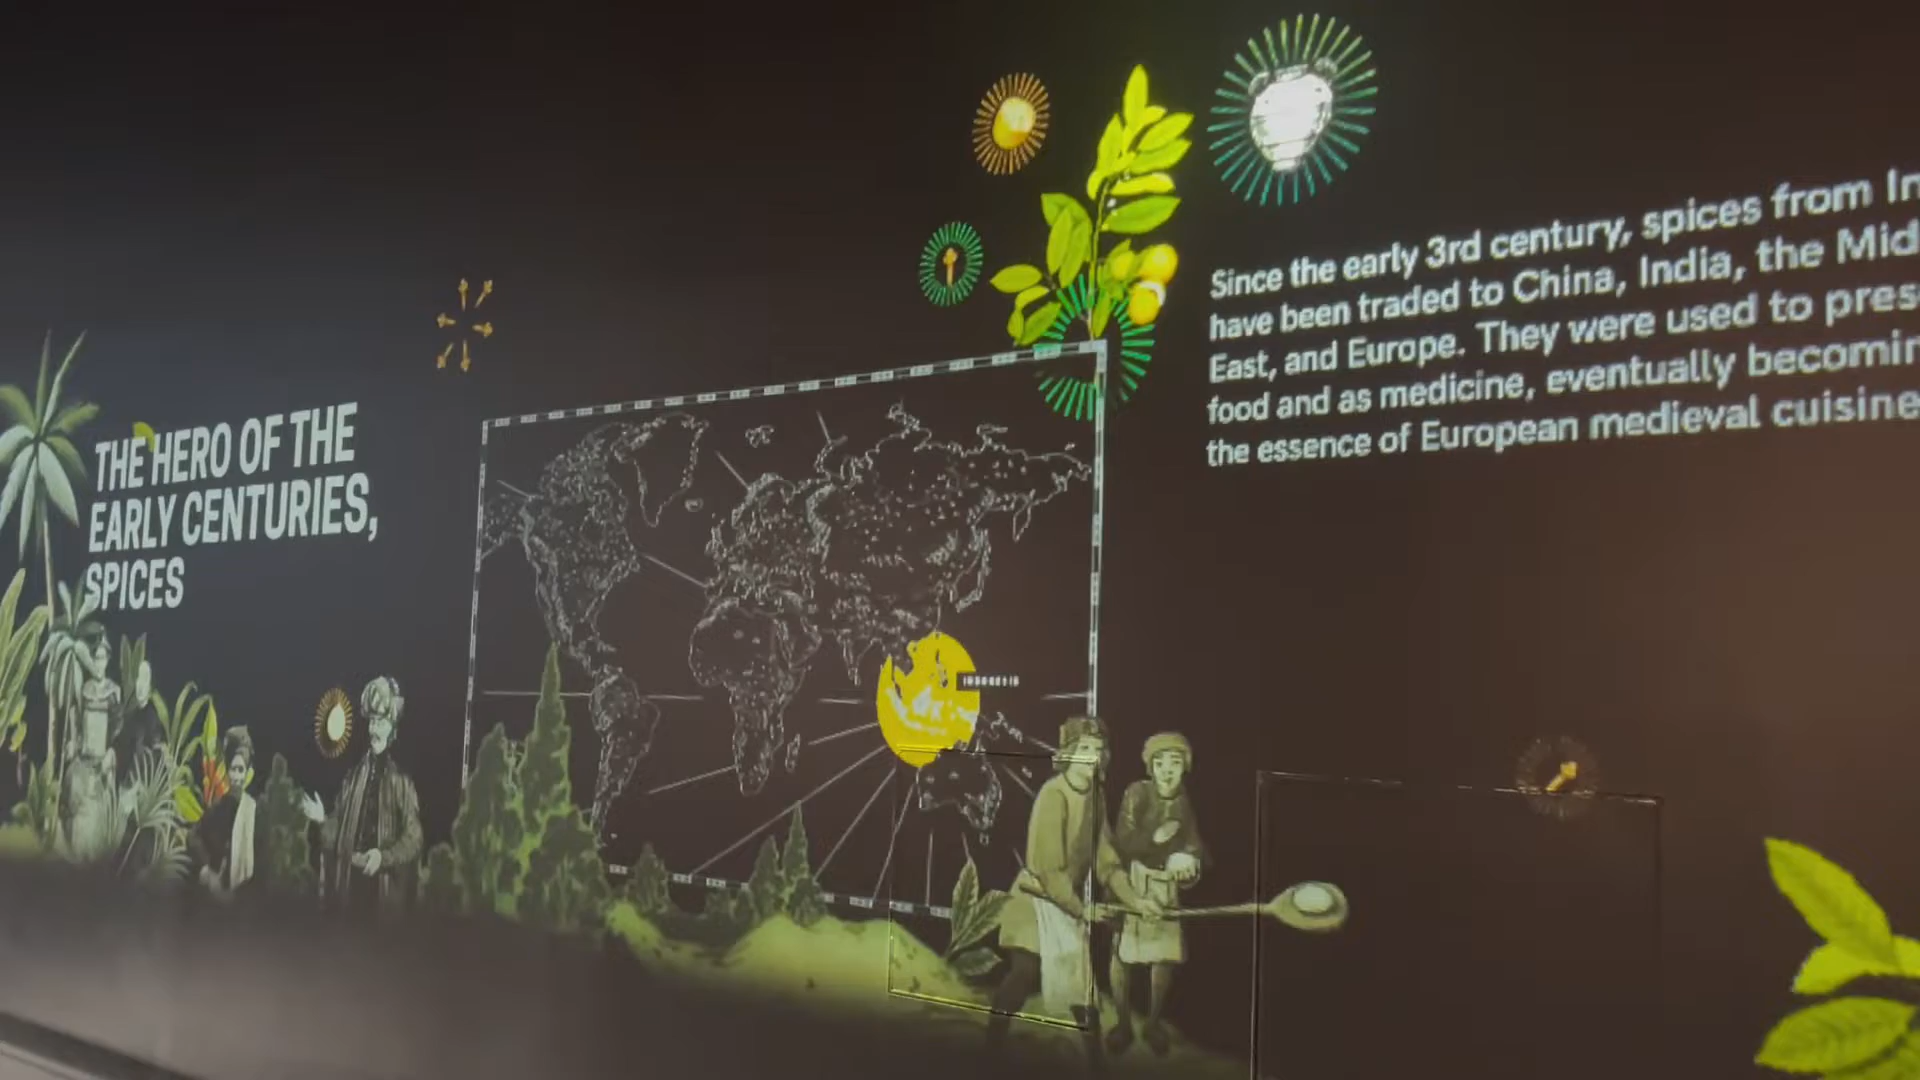 THE HERO OF THE
EARLY CENTURIES,
SPICES
INDONESIA
Since the early 3rd century, spices from In
have been traded to China, India, the Mid
East, and Europe. They were used to pres
food and as medicine, eventually becomin
the essence of European medieval cuisine